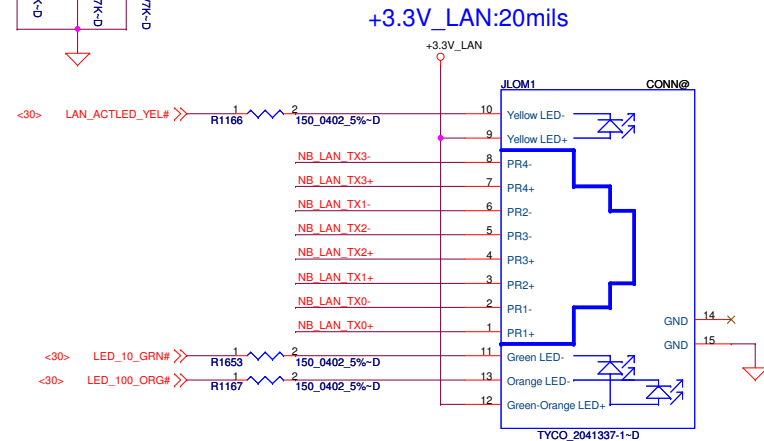 K~D
77K~D
7K~D
+3.3V_LAN:20mils
+3.3V_LAN
JLOM1 CONN@
<30> LAN_ACTLED_YEL# 1 2 10 Yellow LED-
R1166 150_0402_5%~D
9 Yellow LED+
NB_LAN_TX3- 8 PR4-
NB_LAN_TX3+ 7 PR4+
NB_LAN_TX1- 6 PR2-
NB_LAN_TX2- 5 PR3-
NB_LAN_TX2+ 4 PR3+
NB_LAN_TX1+ 3 PR2+
NB_LAN_TX0- 2 PR1-
GND 14
NB_LAN_TX0+ 1 PR1+
GND 15
<30> LED_10_GRN# 1 2 11 Green LED-
R1653 150_0402_5%~D
<30> LED_100_ORG# 1 2 13 Orange LED-
R1167 150_0402_5%~D
12 Green-Orange LED+
TYCO_2041337-1~D